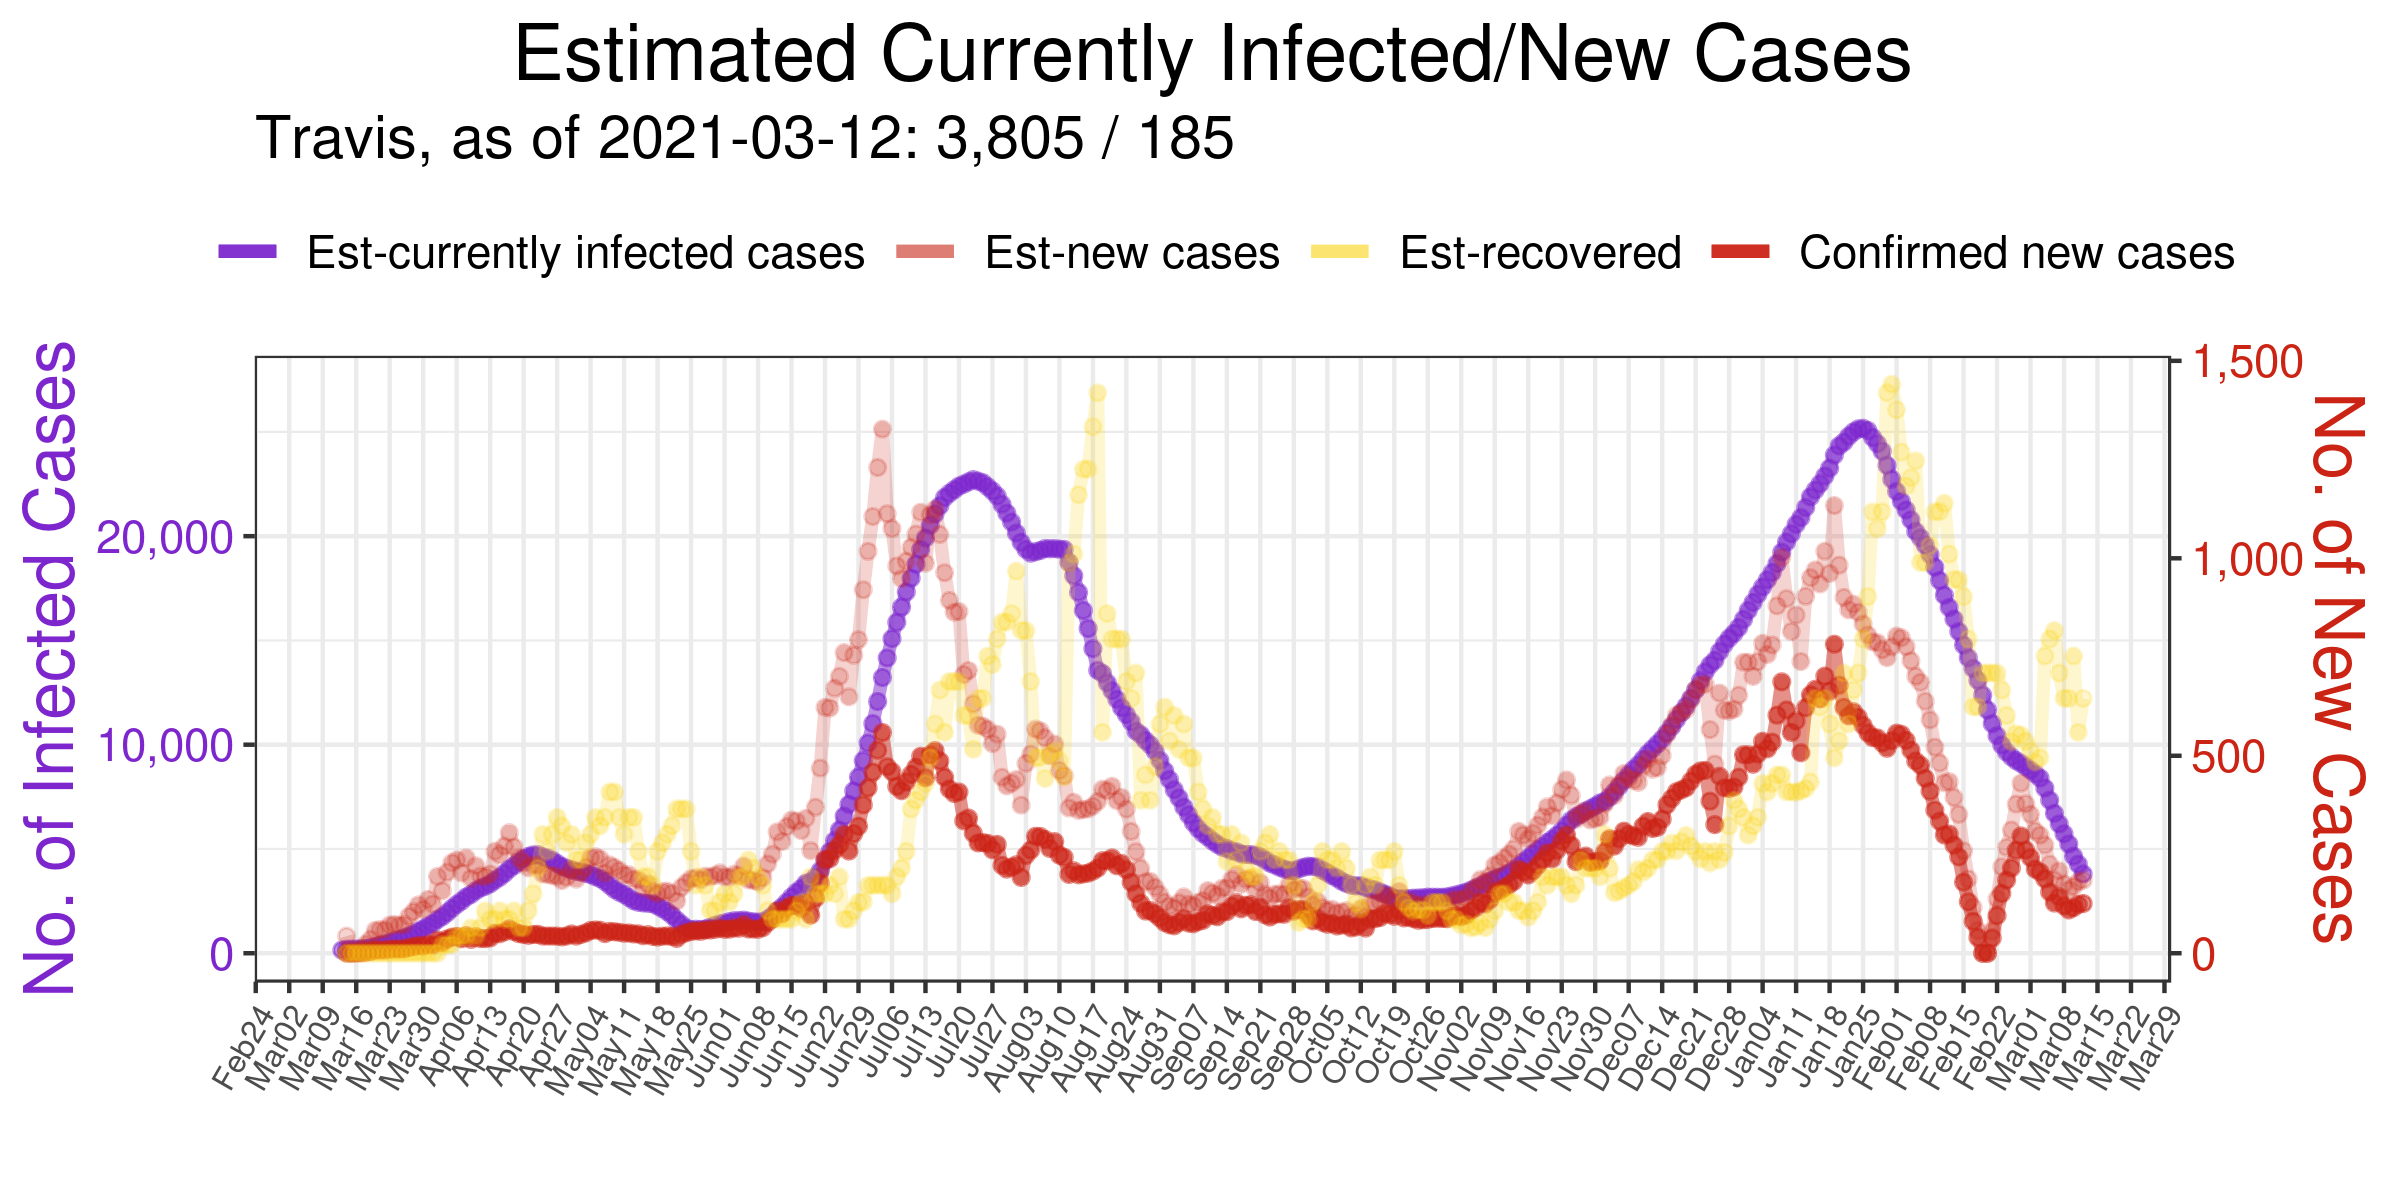 Estimated Currently Infected/New Cases
Travis, as of 2021-03-12: 3,805 / 185
Est-currently infected cases Est-new cases Est-recovered Confirmed new cases
No. of Infected Cases
20,000
10,000
0
1,500
1,000
500
0
No. of New Cases
Feb24 Mar02 Mar09 Mar16 Mar23 Mar30 Apr06 Apr13 Apr20 Apr27 May04 May11 May18 May25 Jun01 Jun08 Jun15 Jun22 Jun29 Jul06 Jul13 Jul20 Jul27 Aug03 Aug10 Aug17 Aug24 Aug31 Sep07 Sep14 Sep21 Sep28 Oct05 Oct12 Oct19 Oct26 Nov02 Nov09 Nov16 Nov23 Nov30 Dec07 Dec14 Dec21 Dec28 Jan04 Jan11 Jan18 Jan25 Feb01 Feb08 Feb15 Feb22 Mar01 Mar08 Mar15 Mar22 Mar29